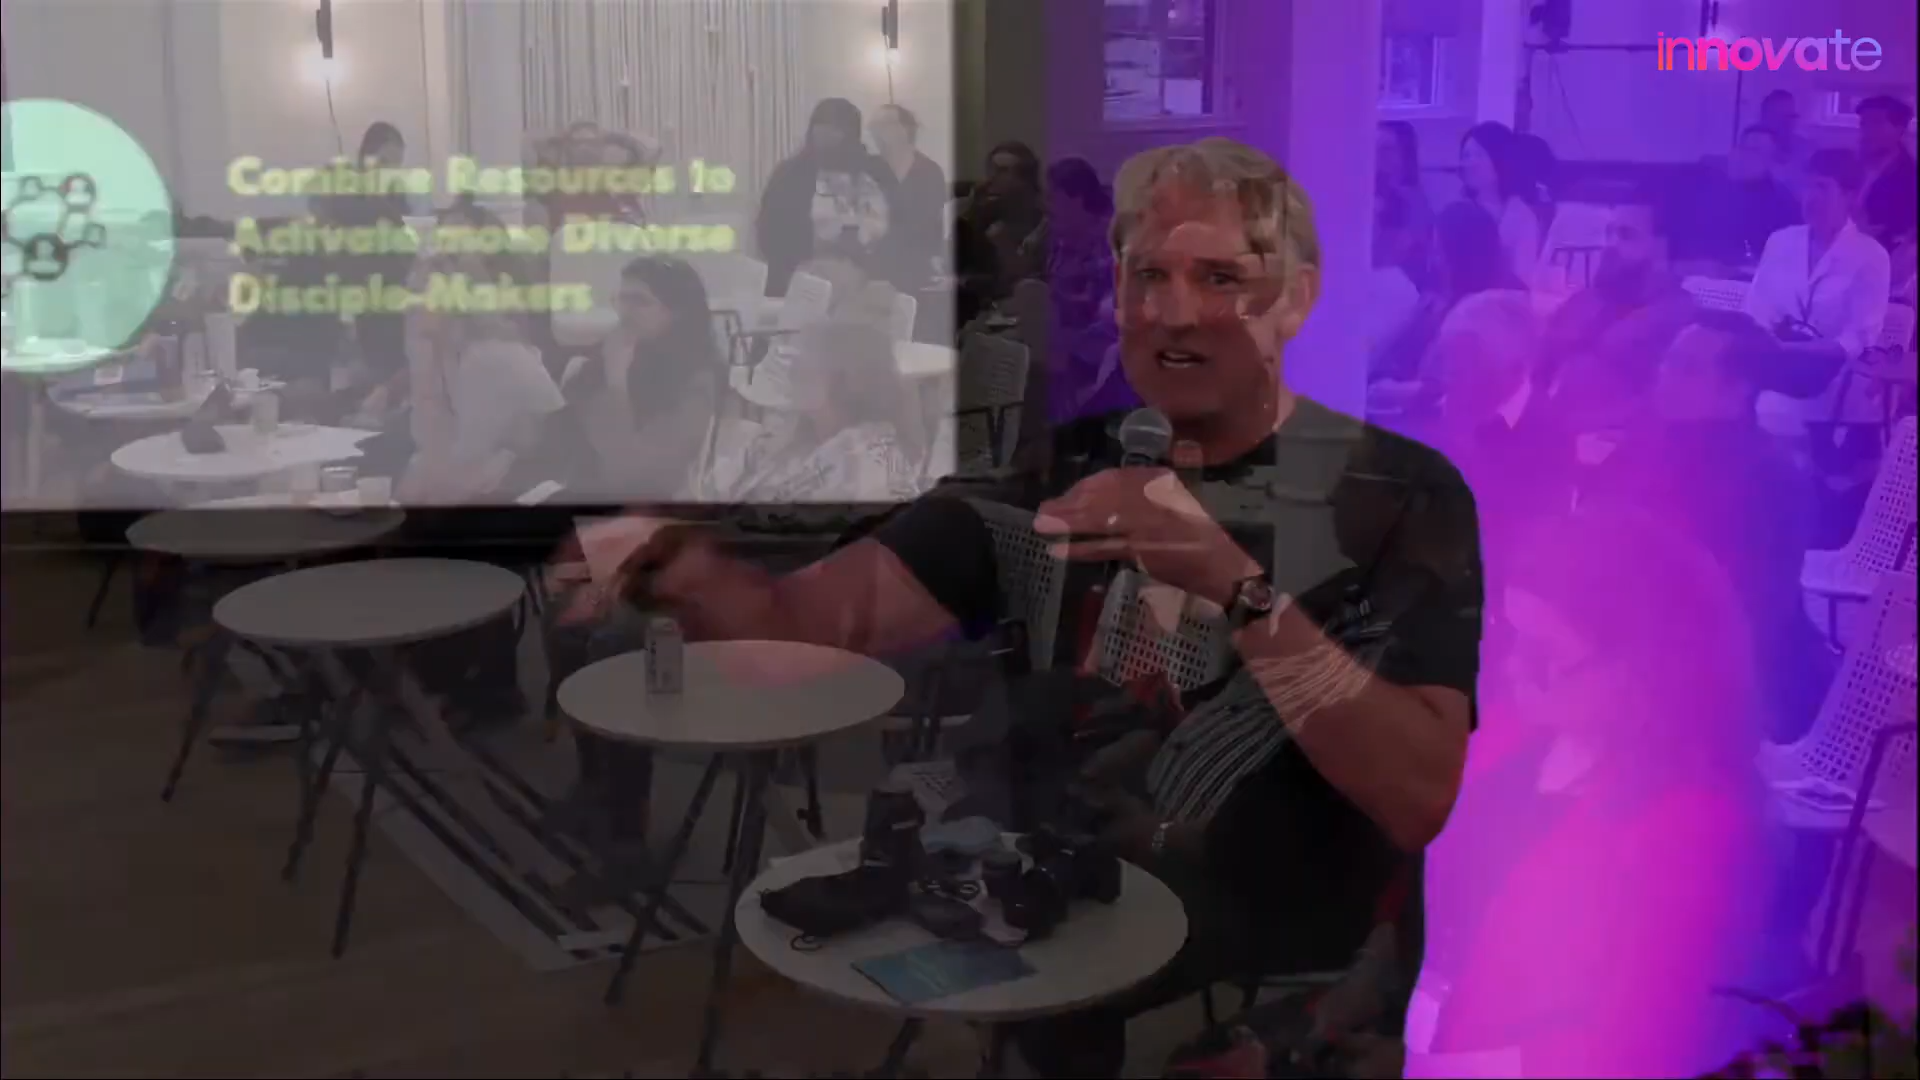 innovate
Combine Resources to
Activate more Diverse
Disciple-Makers